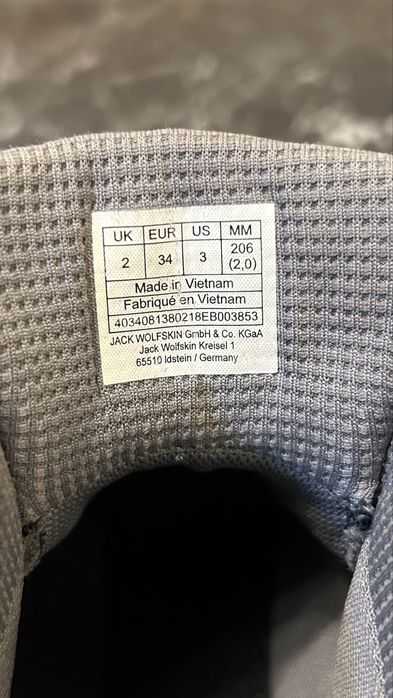 UK EUR US MM
2 34 3 206 (2,0)
Made in Vietnam
Fabriqué en Vietnam
4034081380218EB003853
JACK WOLFSKIN GmbH & Co. KGaA
Jack Wolfskin Kreisel 1
65510 Idstein / Germany